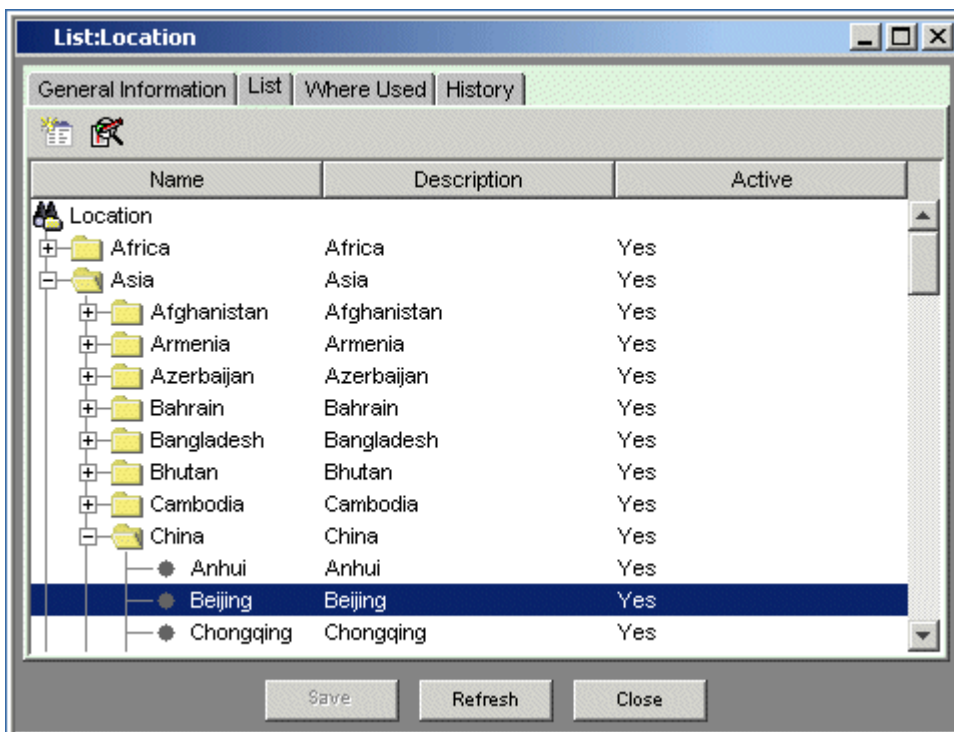 List:Location
General Information List Where Used History
Name Description Active
Location
Africa Africa Yes
Asia Asia Yes
Afghanistan Afghanistan Yes
Armenia Armenia Yes
Azerbaijan Azerbaijan Yes
Bahrain Bahrain Yes
Bangladesh Bangladesh Yes
Bhutan Bhutan Yes
Cambodia Cambodia Yes
China China Yes
Anhui Anhui Yes
Beijing Beijing Yes
Chongqing Chongqing Yes
Save Refresh Close